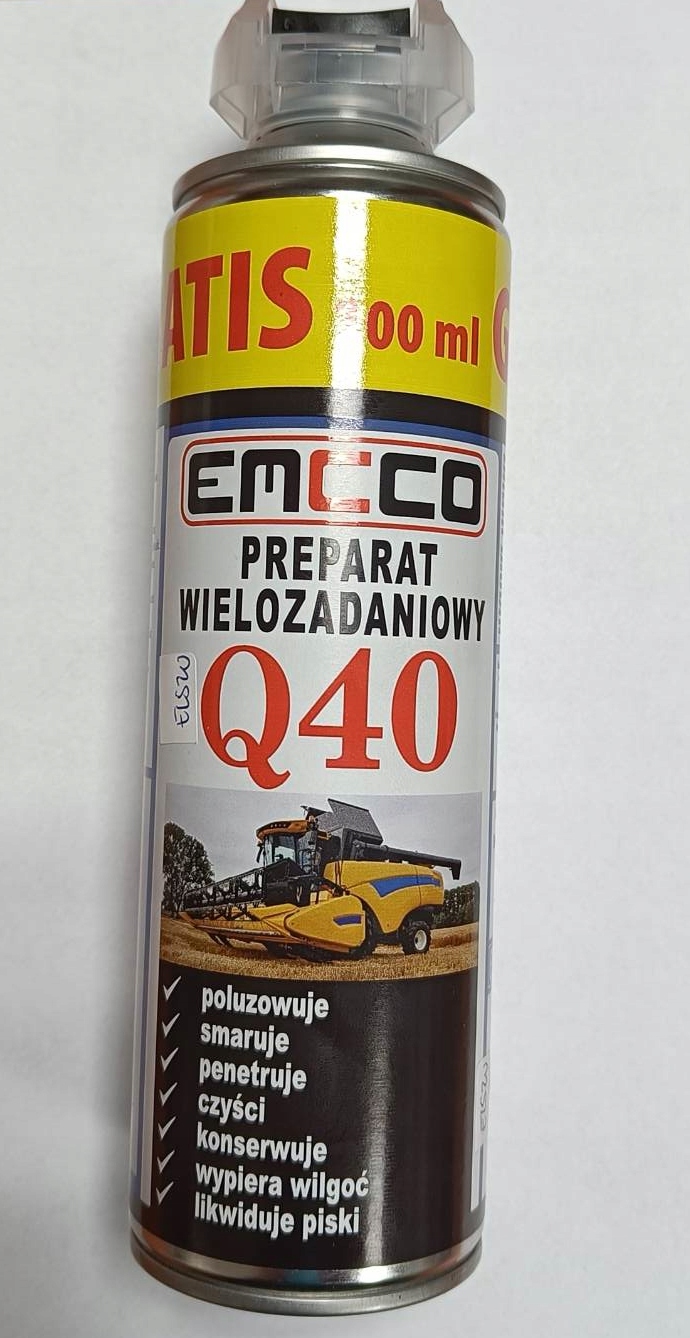 ATIS 00 ml G
EMCCO
PREPARAT
WIELOZADANIOWY
Q40
poluzowuje
smaruje
penetruje
czyści
konserwuje
wypiera wilgoć
likwiduje piski